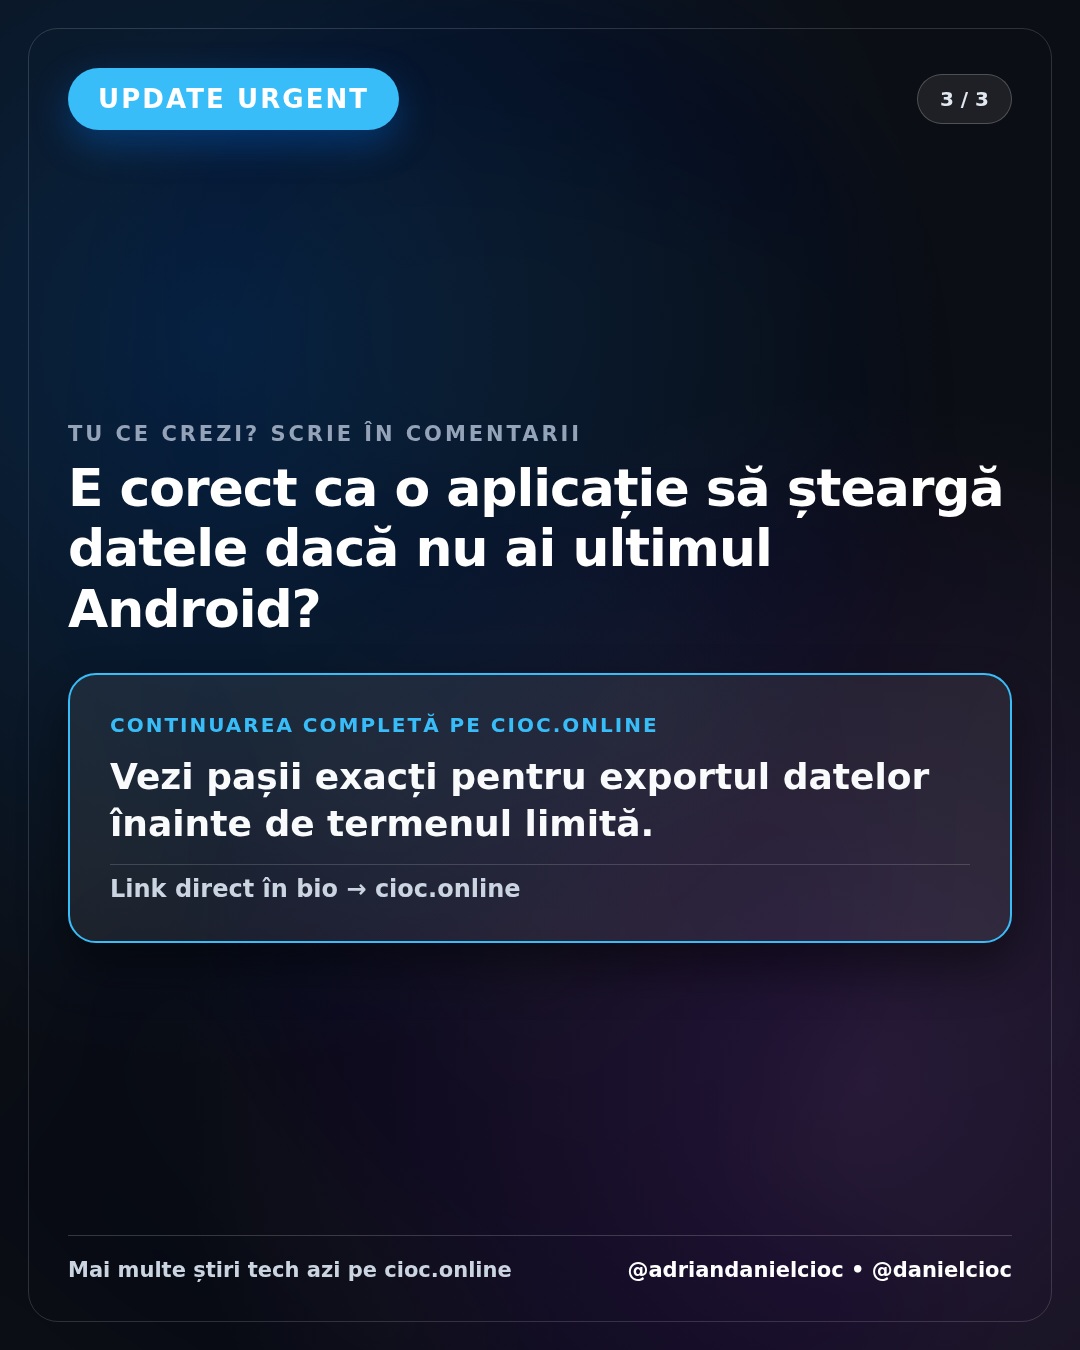 UPDATE URGENT
3 / 3
TU CE CREZI? SCRIE ÎN COMENTARII
E corect ca o aplicație să șteargă
datele dacă nu ai ultimul
Android?
CONTINUAREA COMPLETĂ PE CIOC.ONLINE
Vezi pașii exacți pentru exportul datelor
înainte de termenul limită.
Link direct în bio → cioc.online
Mai multe știri tech azi pe cioc.online
@adriandanielcioc • @danielcioc